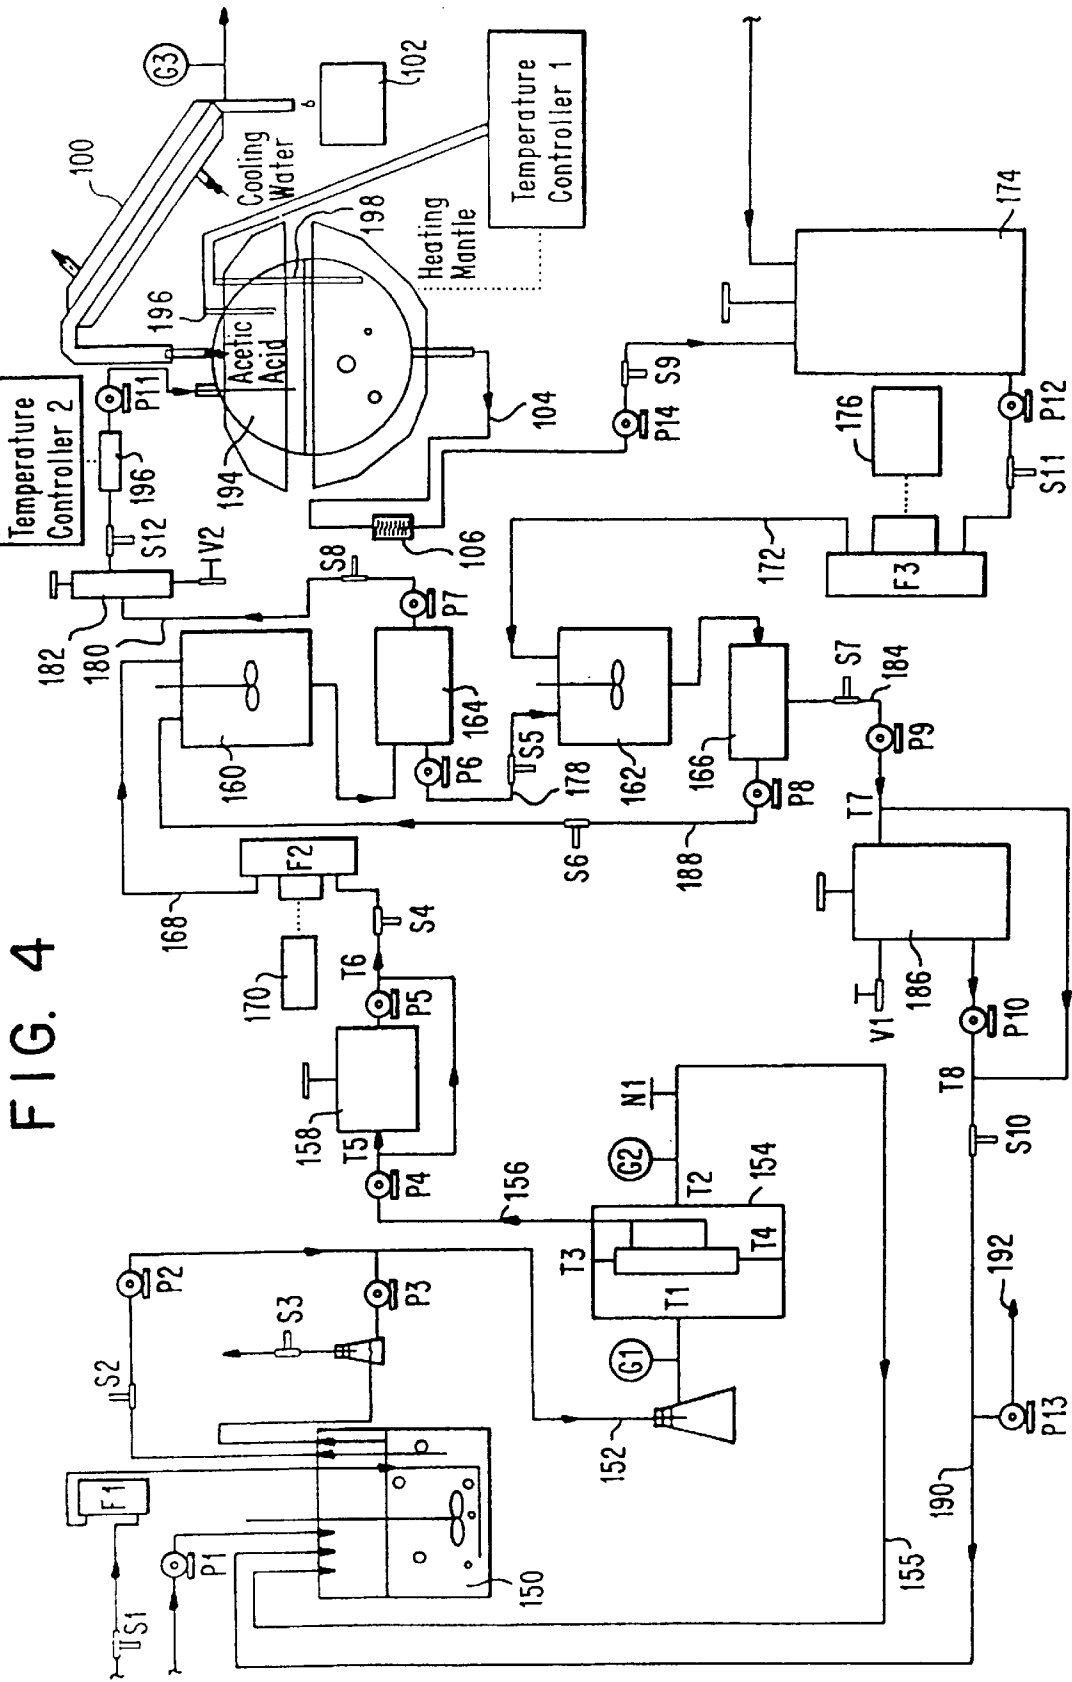 FIG. 4
S1
F1
P1
150
S2
P2
S3
P3
152
G1
T1
T3
T4
154
T2
G2
N1
155
156
P4
T5
158
P5
T6
S4
170
F2
168
160
P6
164
P7
S8
180
182
V2
S12
196
Temperature
Controller 2
P11
194
Acetic
Acid
196
198
100
G3
Cooling
Water
102
Temperature
Controller 1
Heating
Mantle
104
106
P14
S9
174
P12
S11
176
F3
172
162
S5
178
166
P8
188
S6
S7
184
P9
T7
186
V1
P10
T8
S10
P13
192
190